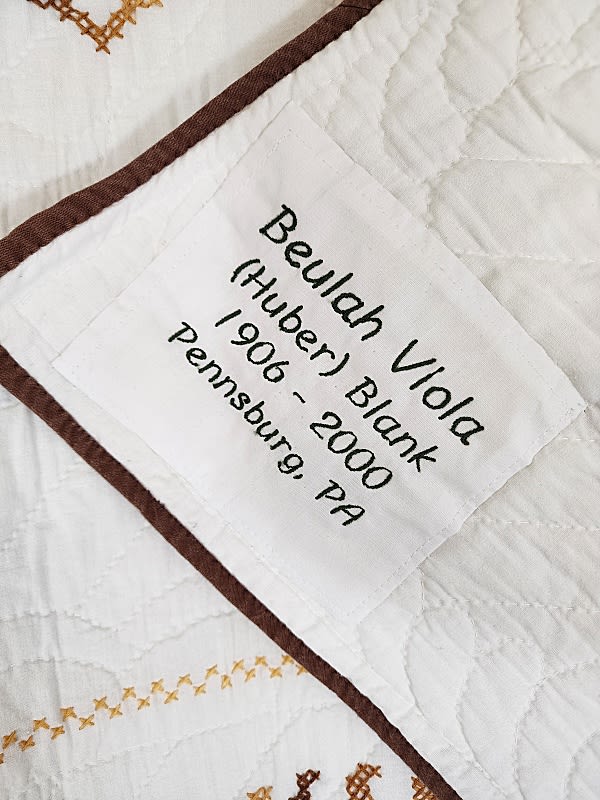 Beulah Viola
(Huber) Blank
1906 - 2000
Pennsburg, PA